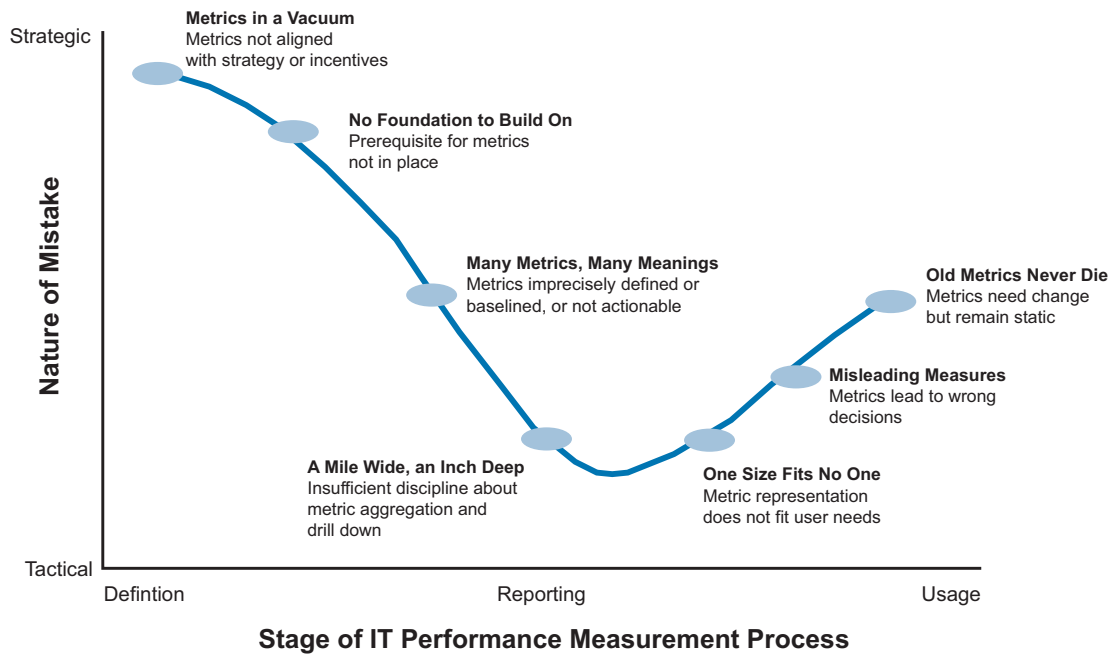 Strategic
Metrics in a Vacuum
Metrics not aligned
with strategy or incentives
No Foundation to Build On
Prerequisite for metrics
not in place
Many Metrics, Many Meanings
Metrics imprecisely defined or
baselined, or not actionable
Old Metrics Never Die
Metrics need change
but remain static
Misleading Measures
Metrics lead to wrong
decisions
A Mile Wide, an Inch Deep
Insufficient discipline about
metric aggregation and
drill down
One Size Fits No One
Metric representation
does not fit user needs
Nature of Mistake
Tactical
Defintion
Reporting
Usage
Stage of IT Performance Measurement Process